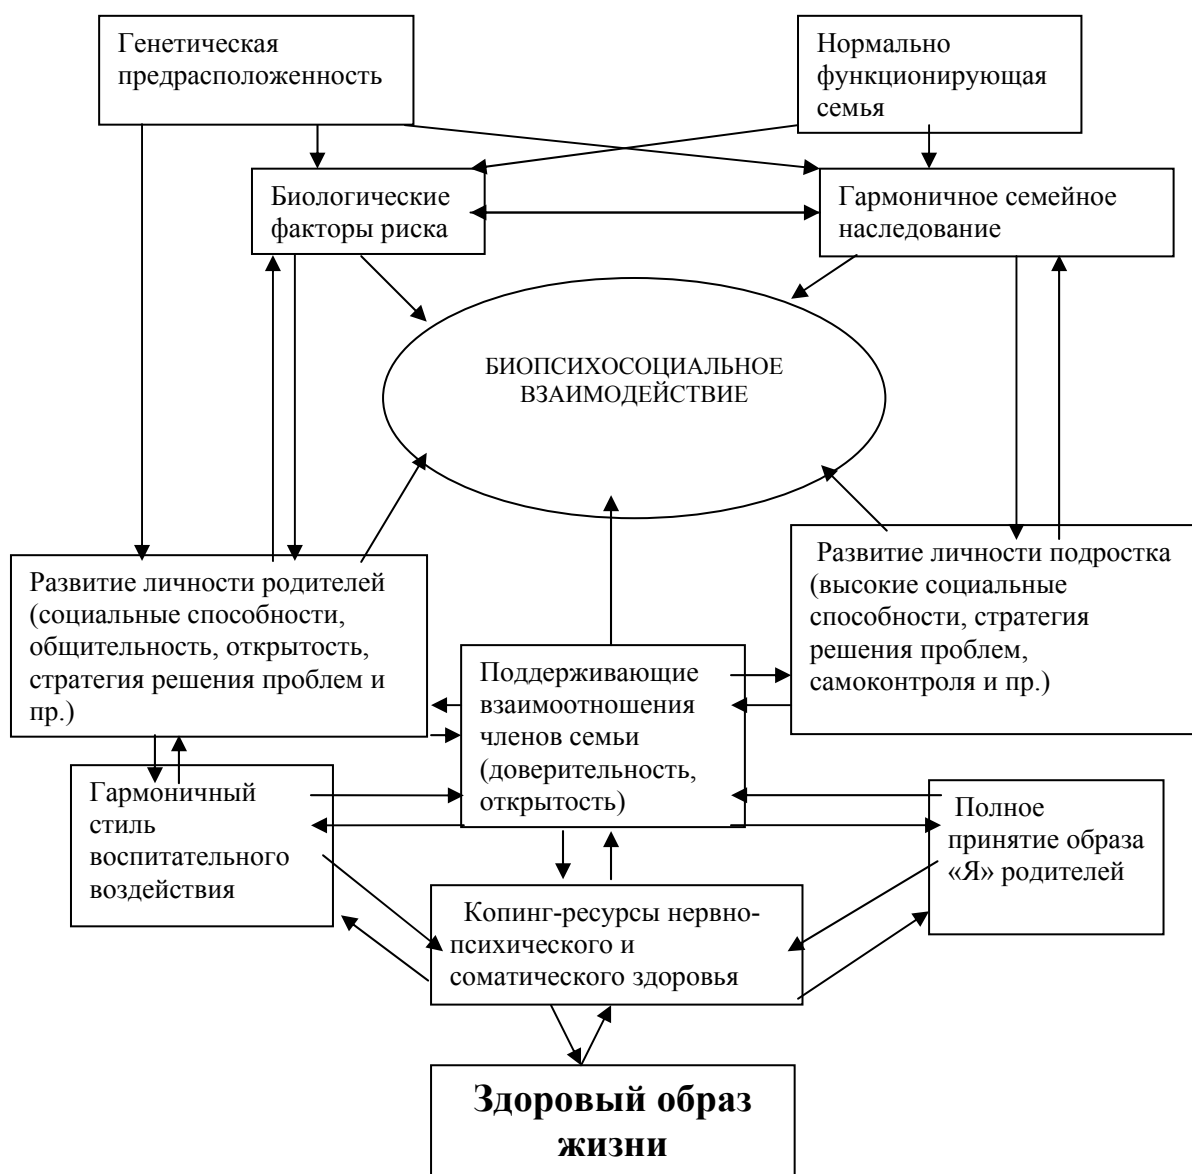 Генетическая
предрасположенность
Нормально
функционирующая
семья
Биологические
факторы риска
Гармоничное семейное
наследование
БИОПСИХОСОЦИАЛЬНОЕ
ВЗАИМОДЕЙСТВИЕ
Развитие личности родителей
(социальные способности,
общительность, открытость,
стратегия решения проблем и
пр.)
Развитие личности подростка
(высокие социальные
способности, стратегия
решения проблем,
самоконтроля и пр.)
Поддерживающие
взаимоотношения
членов семьи
(доверительность,
открытость)
Гармоничный
стиль
воспитательного
воздействия
Полное
принятие образа
«Я» родителей
Копинг-ресурсы нервно-
психического и
соматического здоровья
Здоровый образ
жизни